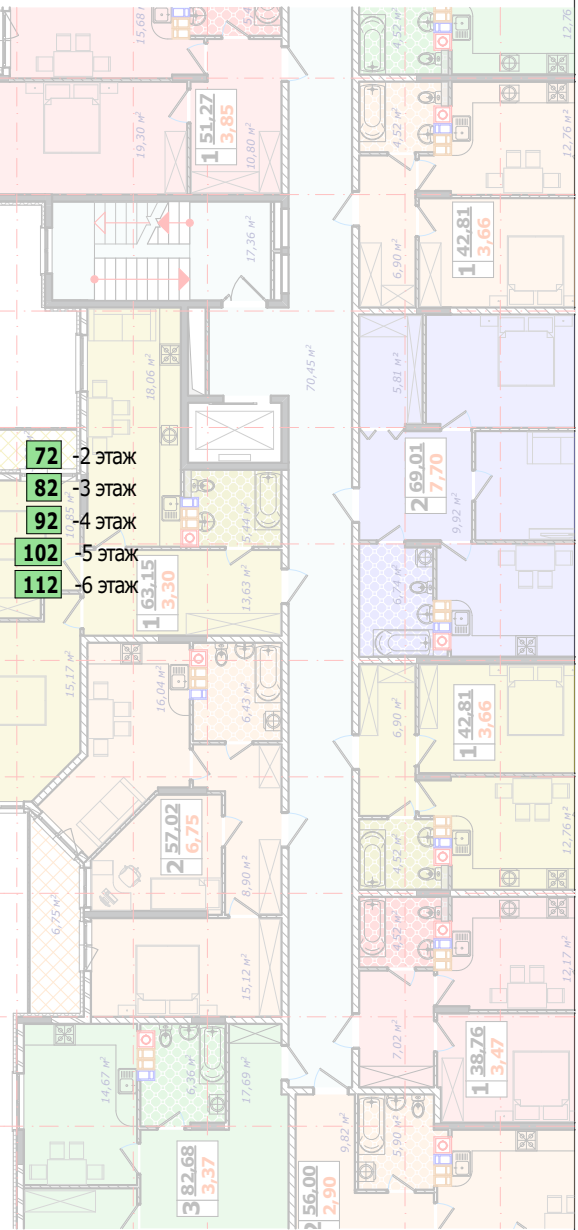 15,68 м²
5,4
4,52 м²
12,76
19,30 м²
1 51,27 3,85
10,80 м²
4,52 м²
12,76 м²
17,36 м²
6,90 м²
1 42,81 3,66
18,06 м²
70,45 м²
5,81 м²
72 -2 этаж
82 -3 этаж
92 -4 этаж
102 -5 этаж
112 -6 этаж
5,44 м²
2 69,01 7,70
9,92 м²
1 63,15 3,30
13,63 м²
6,74 м²
15,17 м²
16,04 м²
6,43 м²
6,90 м²
1 42,81 3,66
2 57,02 6,75
8,90 м²
4,52 м²
12,76 м²
6,75 м²
15,12 м²
4,52 м²
12,17 м²
14,67 м²
6,36 м²
17,69 м²
7,02 м²
1 38,76 3,47
3 82,68 3,37
9,82 м²
5,90 м²
2 56,00 2,90